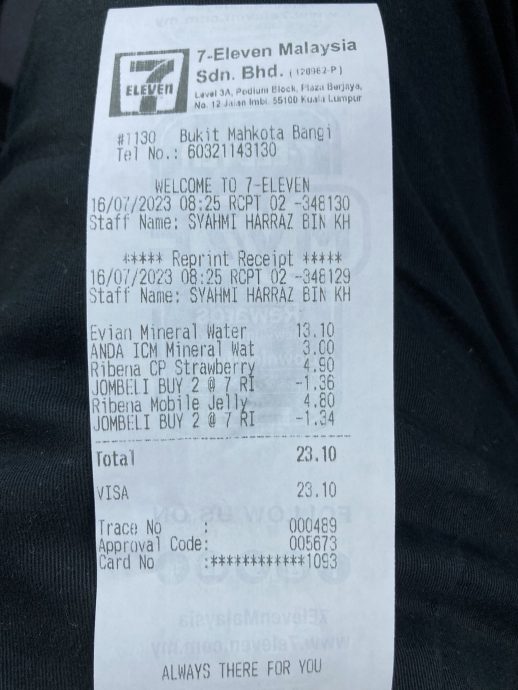 7
ELEVEN
7-Eleven Malaysia
Sdn. Bhd. (120962-P)
Level 3A, Podium Block, Plaza Berjaya,
No. 12 Jalan Imbi. 55100 Kuala Lumpur
#1130 Bukit Mahkota Bangi
Tel No.: 60321143130
WELCOME TO 7-ELEVEN
16/07/2023 08:25 RCPT 02 -348130
Staff Name: SYAHMI HARRAZ BIN KH
***** Reprint Receipt *****
16/07/2023 08:25 RCPT 02 -348129
Staff Name: SYAHMI HARRAZ BIN KH
Evian Mineral Water 13.10
ANDA ICM Mineral Wat 3.00
Ribena CP Strawberry 4.90
JOMBELI BUY 2 @ 7 RI -1.36
Ribena Mobile Jelly 4.80
JOMBELI BUY 2 @ 7 RI -1.34
Total 23.10
VISA 23.10
Trace No : 000489
Approval Code: 005673
Card No :************1093
ALWAYS THERE FOR YOU